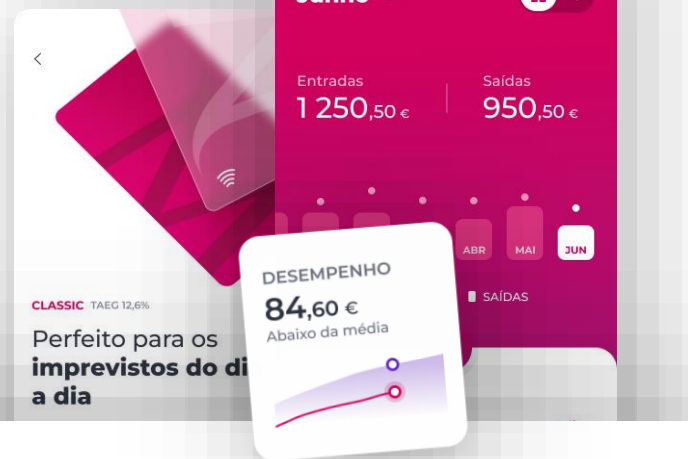 Junho
Entradas
Saídas
1 250,50 €
950,50 €
ABR
MAI
JUN
SAÍDAS
DESEMPENHO
84,60 €
Abaixo da média
CLASSIC TAEG 12,6%
Perfeito para os
imprevistos do di
a dia